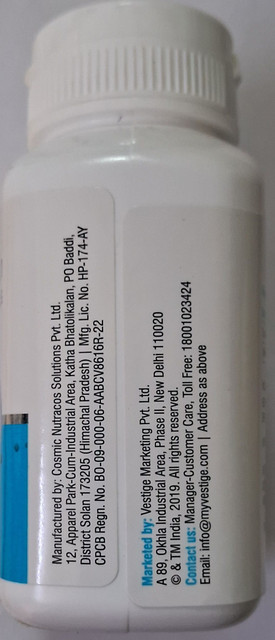 Manufactured by: Cosmic Nutracos Solutions Pvt. Ltd.
12, Apparel Park-Cum-Industrial Area, Katha Bhatolikalan, PO Baddi,
District Solan 173205 (Himachal Pradesh) | Mfg. Lic. No. HP-174-AY
CPCB Regn. No. BO-09-000-06-AABCV8616R-22
Marketed by: Vestige Marketing Pvt. Ltd.
A 89, Okhla Industrial Area, Phase II, New Delhi 110020
© & TM India, 2019. All rights reserved.
Contact us: Manager-Customer Care, Toll Free: 18001023424
Email: info@myvestige.com | Address as above